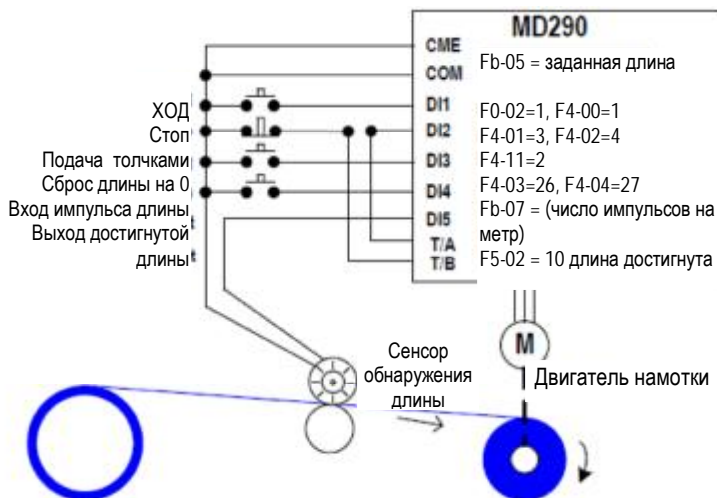 MD290
CME
COM
DI1
DI2
DI3
DI4
DI5
T/A
T/B
Fb-05 = заданная длина
F0-02=1, F4-00=1
F4-01=3, F4-02=4
F4-11=2
F4-03=26, F4-04=27
Fb-07 = (число импульсов на
метр)
F5-02 = 10 длина достигнута
ХОД
Стоп
Подача толчками
Сброс длины на 0
Вход импульса длины
Выход достигнутой
длины
Сенсор
обнаружения
длины
M
Двигатель намотки